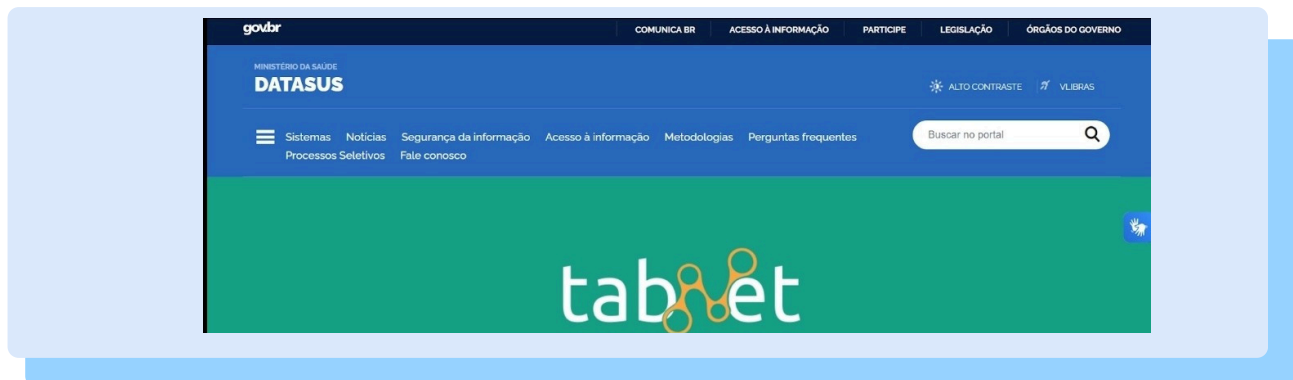 gov.br
COMUNICA BR ACESSO À INFORMAÇÃO PARTICIPE LEGISLAÇÃO ÓRGÃOS DO GOVERNO
MINISTÉRIO DA SAÚDE
DATASUS
ALTO CONTRASTE VLIBRAS
Sistemas Notícias Segurança da informação Acesso à informação Metodologias Perguntas frequentes
Buscar no portal
Processos Seletivos Fale conosco
tabnet